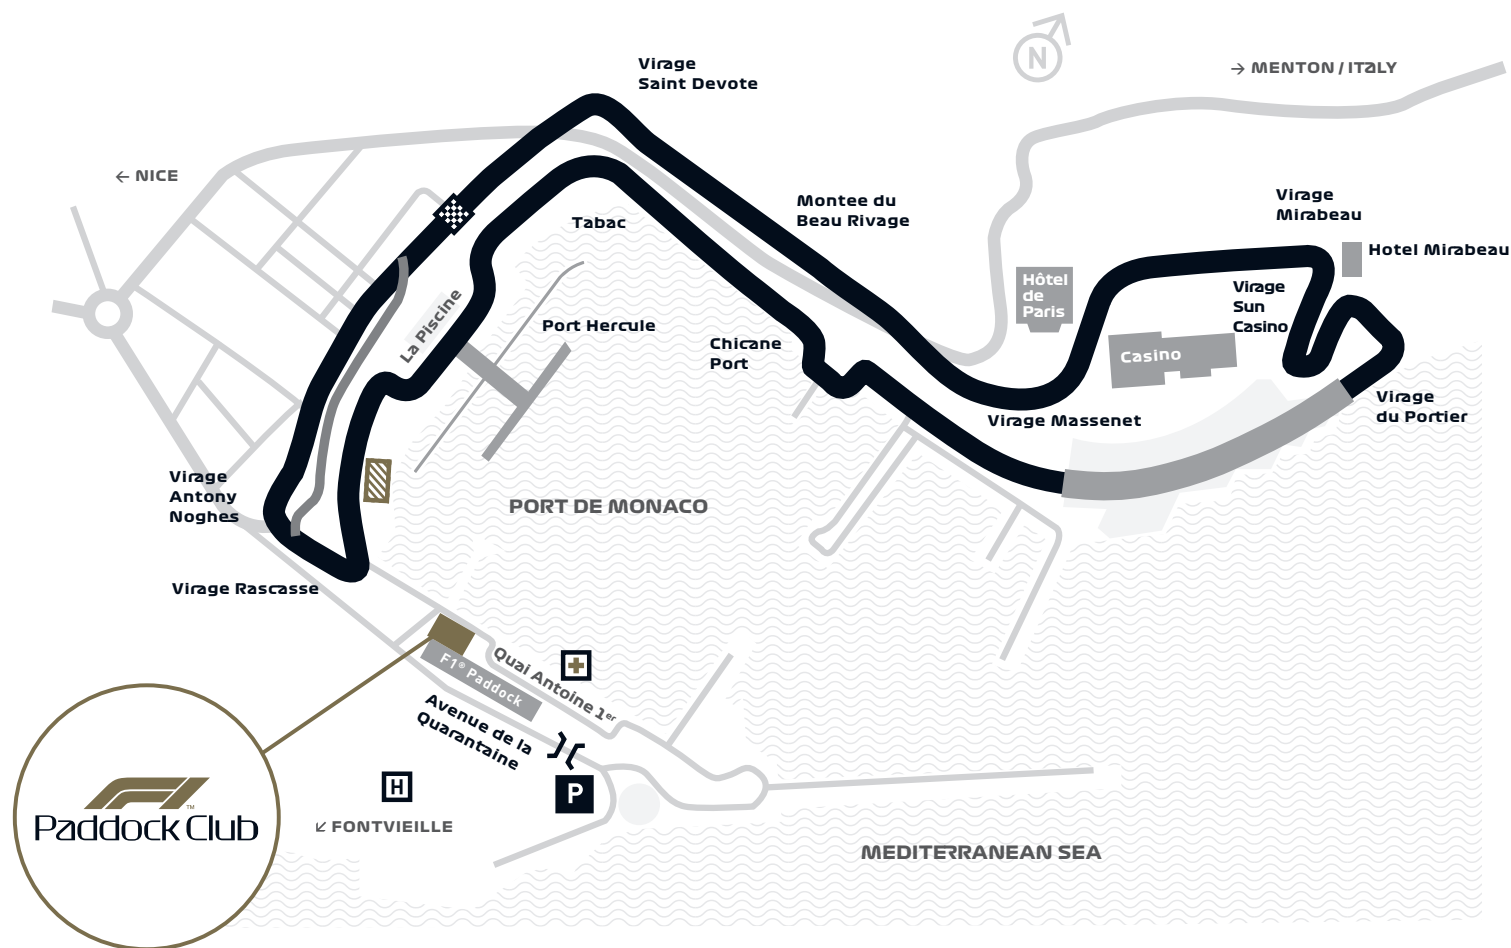 N
→ MENTON / ITALY
Virage
Saint Devote
← NICE
Montee du
Beau Rivage
Virage
Mirabeau
Hotel Mirabeau
Tabac
Hôtel
de
Paris
Virage
Sun
Casino
La Piscine
Port Hercule
Chicane
Port
Casino
Virage
du Portier
Virage Massenet
Virage
Antony
Noghes
PORT DE MONACO
Virage Rascasse
Quai Antoine 1er
F1® Paddock
Avenue de la
Quarantaine
H
P
← FONTVIEILLE
Paddock Club
™
MEDITERRANEAN SEA